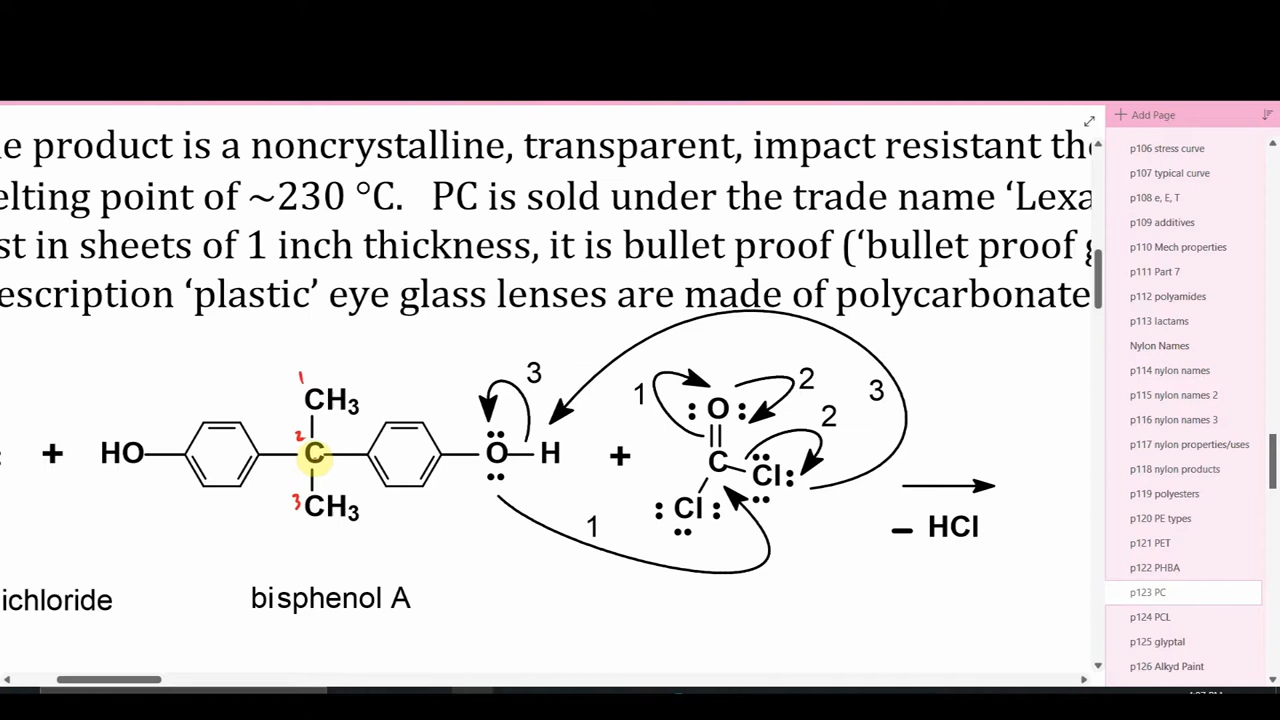 e product is a noncrystalline, transparent, impact resistant the
elting point of ~230 °C. PC is sold under the trade name ‘Lexa
st in sheets of 1 inch thickness, it is bullet proof (‘bullet proof g
escription ‘plastic’ eye glass lenses are made of polycarbonate
1
CH3
2
HO
C
3
CH3
O
H
3
1
+
+
1
O
2
2
3
C
Cl
Cl
− HCl
ichloride
bisphenol A
Add Page
p106 stress curve
p107 typical curve
p108 e, E, T
p109 additives
p110 Mech properties
p111 Part 7
p112 polyamides
p113 lactams
Nylon Names
p114 nylon names
p115 nylon names 2
p116 nylon names 3
p117 nylon properties/uses
p118 nylon products
p119 polyesters
p120 PE types
p121 PET
p122 PHBA
p123 PC
p124 PCL
p125 glyptal
p126 Alkyd Paint